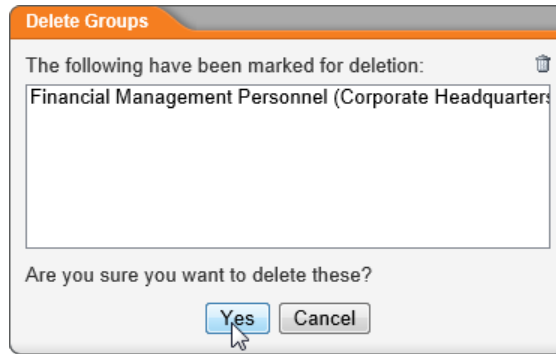 Delete Groups
The following have been marked for deletion:
Financial Management Personnel (Corporate Headquarters
Are you sure you want to delete these?
Yes Cancel